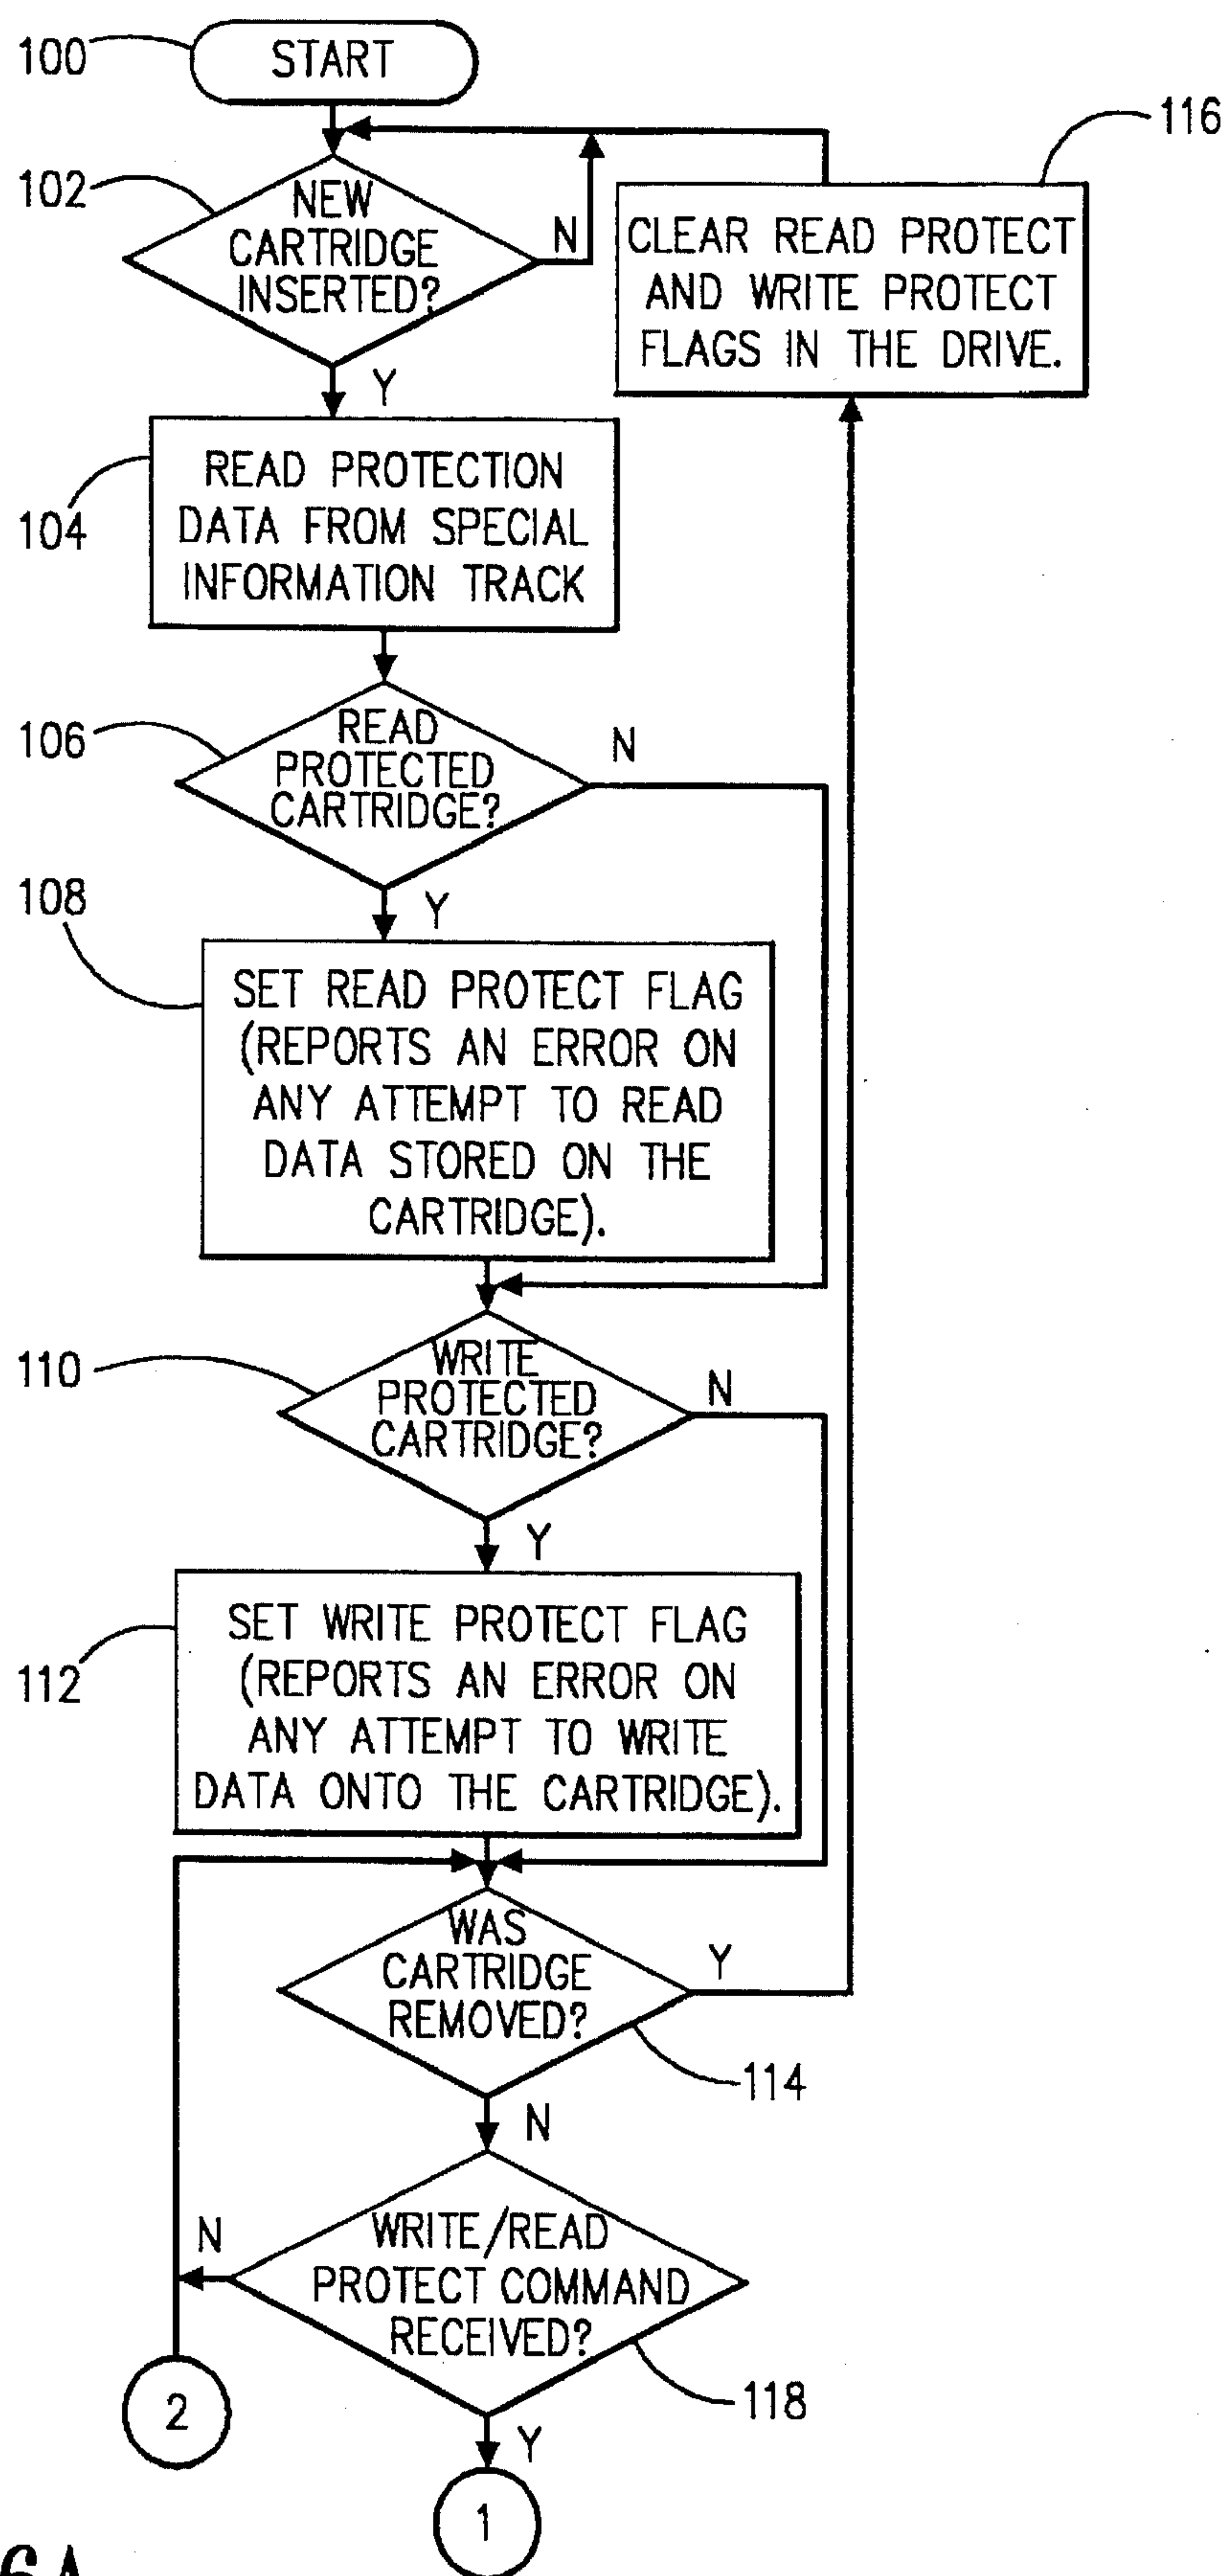 100
START
116
102
NEW
CARTRIDGE
INSERTED?
N
CLEAR READ PROTECT
AND WRITE PROTECT
FLAGS IN THE DRIVE.
Y
104
READ PROTECTION
DATA FROM SPECIAL
INFORMATION TRACK
106
READ
PROTECTED
CARTRIDGE?
N
Y
108
SET READ PROTECT FLAG
(REPORTS AN ERROR ON
ANY ATTEMPT TO READ
DATA STORED ON THE
CARTRIDGE).
110
WRITE
PROTECTED
CARTRIDGE?
N
Y
112
SET WRITE PROTECT FLAG
(REPORTS AN ERROR ON
ANY ATTEMPT TO WRITE
DATA ONTO THE CARTRIDGE).
WAS
CARTRIDGE
REMOVED?
Y
114
N
WRITE/READ
PROTECT COMMAND
RECEIVED?
N
118
2
Y
1
6A